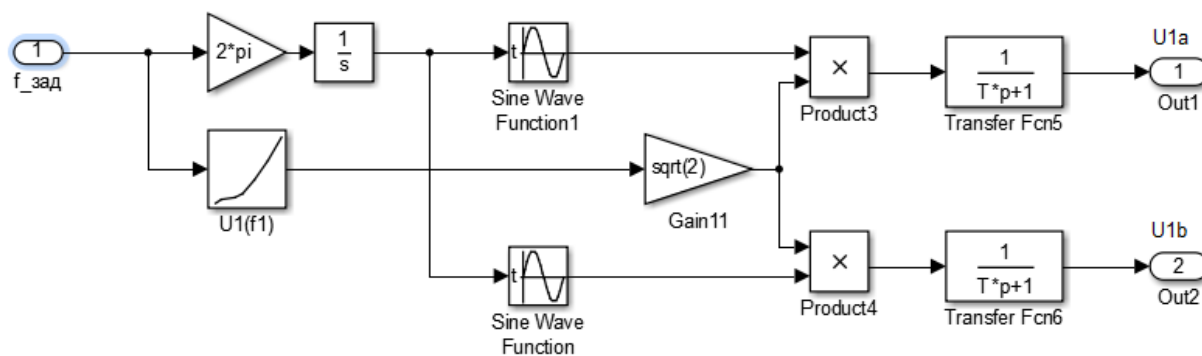 1
f_зад
2*pi
1
s
t
Sine Wave
Function1
×
Product3
1
T*p+1
Transfer Fcn5
U1a
1
Out1
U1(f1)
sqrt(2)
Gain11
t
Sine Wave
Function
×
Product4
1
T*p+1
Transfer Fcn6
U1b
2
Out2